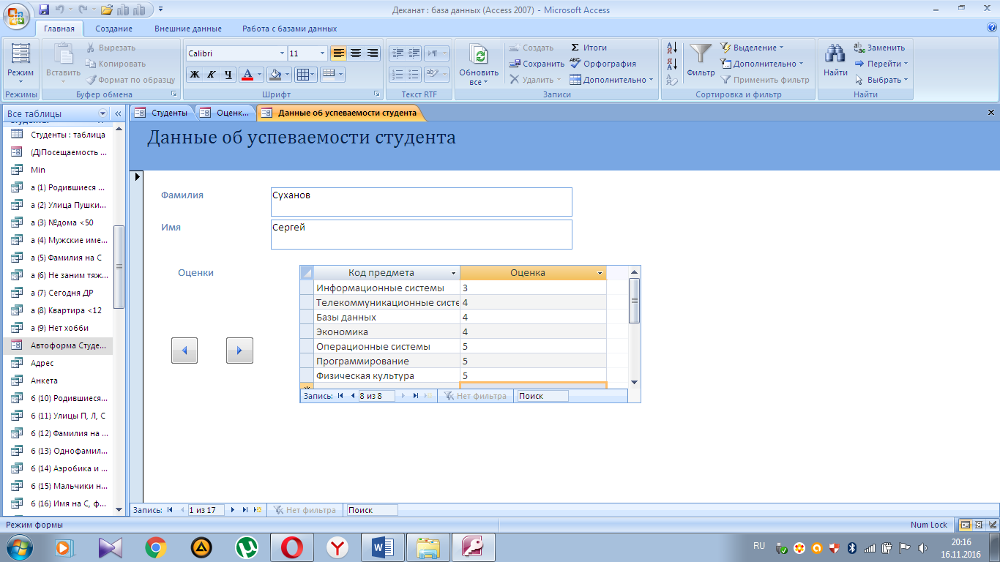 Деканат : база данных (Access 2007) - Microsoft Access
Главная Создание Внешние данные Работа с базами данных
Режим
Режимы
Вставить
Вырезать
Копировать
Формат по образцу
Буфер обмена
Calibri 11
Ж К Ч А
Шрифт
Текст RTF
Обновить все
Создать
Сохранить
Удалить
Итоги
Орфография
Дополнительно
Записи
Фильтр
Выделение
Дополнительно
Применить фильтр
Сортировка и фильтр
Найти
Заменить
Перейти
Выбрать
Найти
Все таблицы
Студенты : таблица
(Д)Посещаемость ...
Min
а (1) Родившиеся ...
а (2) Улица Пушки...
а (3) №дома <50
а (4) Мужские име...
а (5) Фамилия на С
а (6) Не заним тяж...
а (7) Сегодня ДР
а (8) Квартира <12
а (9) Нет хобби
Автоформа Студе...
Адрес
Анкета
б (10) Родившиеся...
б (11) Улицы П, Л, С
б (12) Фамилия на ...
б (13) Однофамил...
б (14) Аэробика и ...
б (15) Мальчики н...
б (16) Имя на С, ф...
Студенты Оценк... Данные об успеваемости студента
Данные об успеваемости студента
Фамилия Суханов
Имя Сергей
Оценки
Код предмета Оценка
Информационные системы 3
Телекоммуникационные систе 4
Базы данных 4
Экономика 4
Операционные системы 5
Программирование 5
Физическая культура 5
Запись: 8 из 8 Нет фильтра Поиск
Запись: 1 из 17 Нет фильтра Поиск
Режим формы Num Lock
RU 20:16
16.11.2016